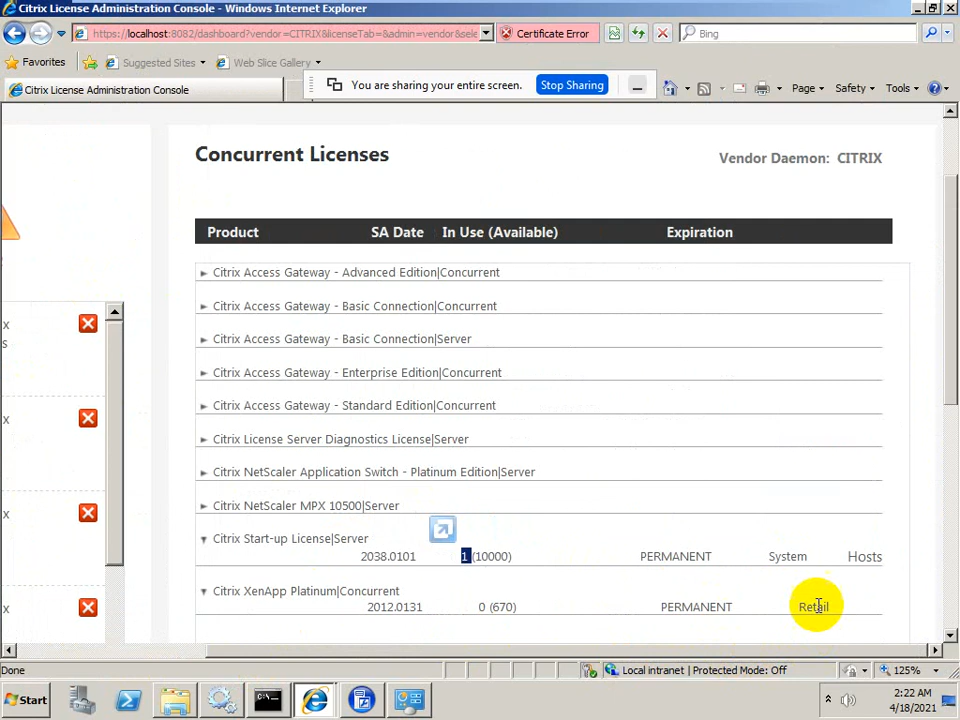 Citrix License Administration Console - Windows Internet Explorer
https://localhost:8082/dashboard?vendor=CITRIX&licenseTab=&admin=vendor&sele
Certificate Error
Bing
Favorites
Suggested Sites
Web Slice Gallery
Citrix License Administration Console
You are sharing your entire screen.
Stop Sharing
Page
Safety
Tools
Concurrent Licenses
Vendor Daemon: CITRIX
Product SA Date In Use (Available) Expiration
Citrix Access Gateway - Advanced Edition|Concurrent
Citrix Access Gateway - Basic Connection|Concurrent
Citrix Access Gateway - Basic Connection|Server
Citrix Access Gateway - Enterprise Edition|Concurrent
Citrix Access Gateway - Standard Edition|Concurrent
Citrix License Server Diagnostics License|Server
Citrix NetScaler Application Switch - Platinum Edition|Server
Citrix NetScaler MPX 10500|Server
Citrix Start-up License|Server
2038.0101 1 (10000) PERMANENT System Hosts
Citrix XenApp Platinum|Concurrent
2012.0131 0 (670) PERMANENT Retail
x
s
x
x
x
Done
Local intranet | Protected Mode: Off
125%
Start
2:22 AM
4/18/2021